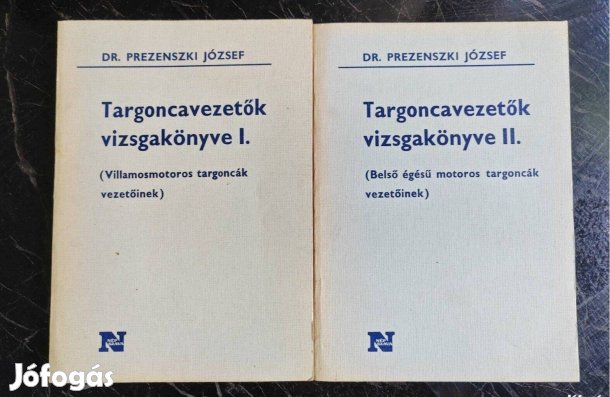 DR. PREZENSZKI JÓZSEF
Targoncavezetők
vizsgakönyve I.
(Villamosmotoros targoncák
vezetőinek)
N
DR. PREZENSZKI JÓZSEF
Targoncavezetők
vizsgakönyve II.
(Belső égésű motoros targoncák
vezetőinek)
N
Jófogás